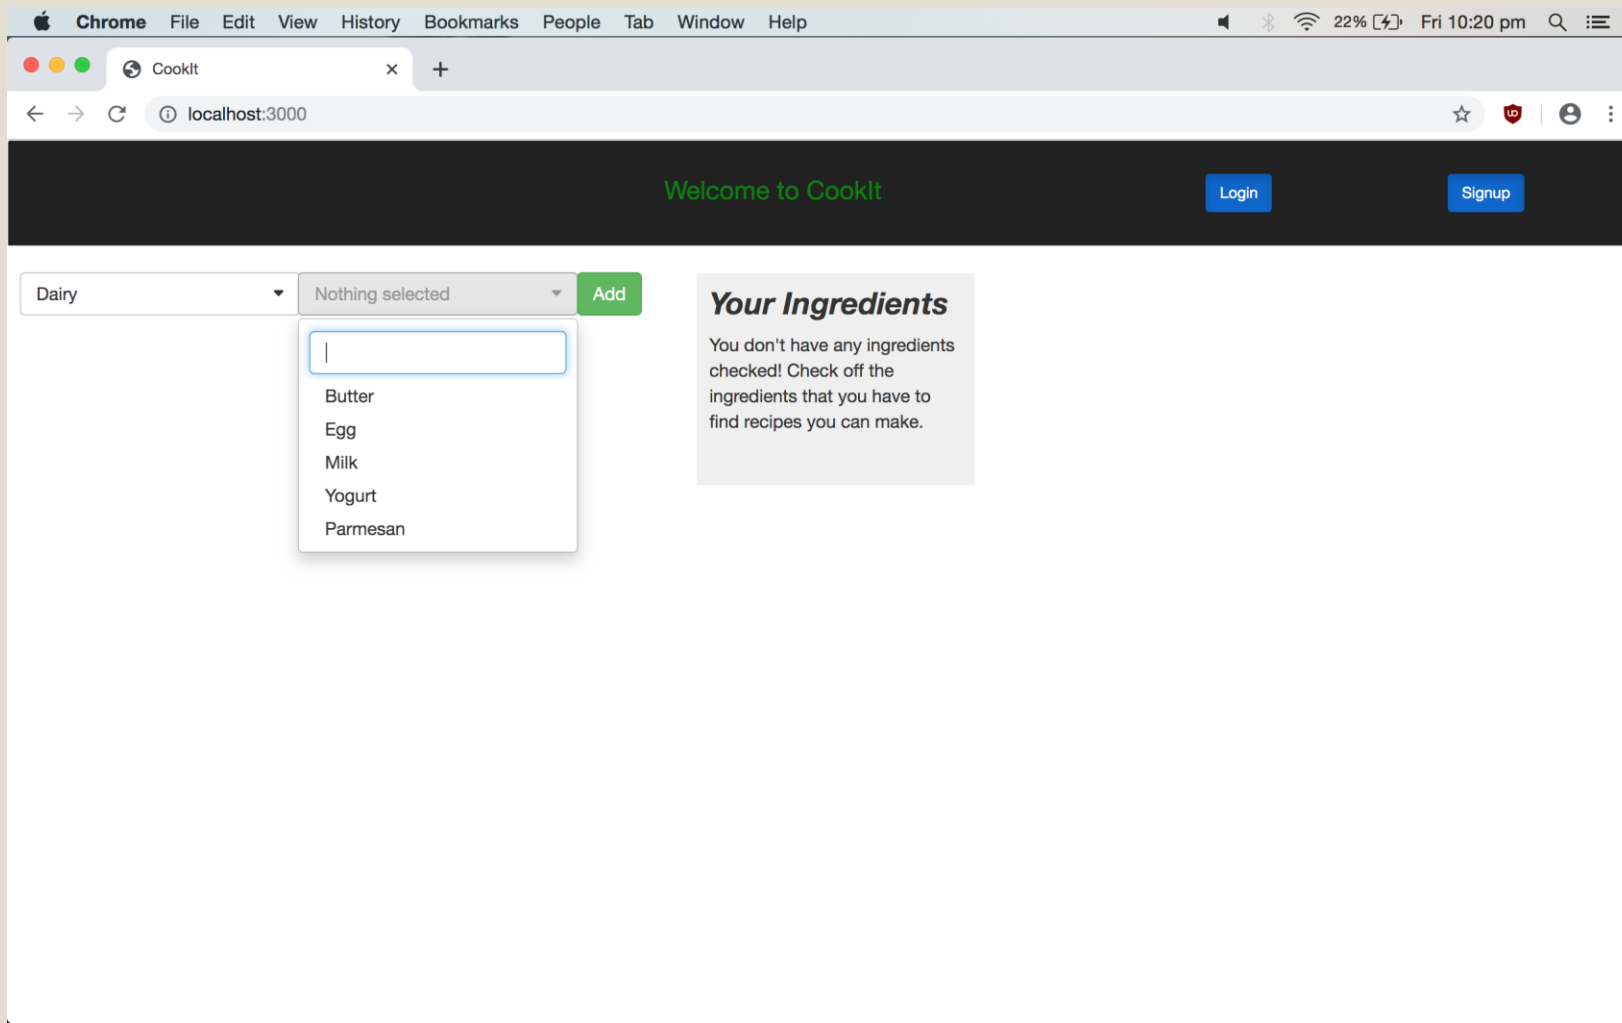 Chrome File Edit View History Bookmarks People Tab Window Help 22% Fri 10:20 pm
CookIt
localhost:3000
Welcome to CookIt
Login
Signup
Dairy
Nothing selected
Add
Butter
Egg
Milk
Yogurt
Parmesan
Your Ingredients
You don't have any ingredients
checked! Check off the
ingredients that you have to
find recipes you can make.